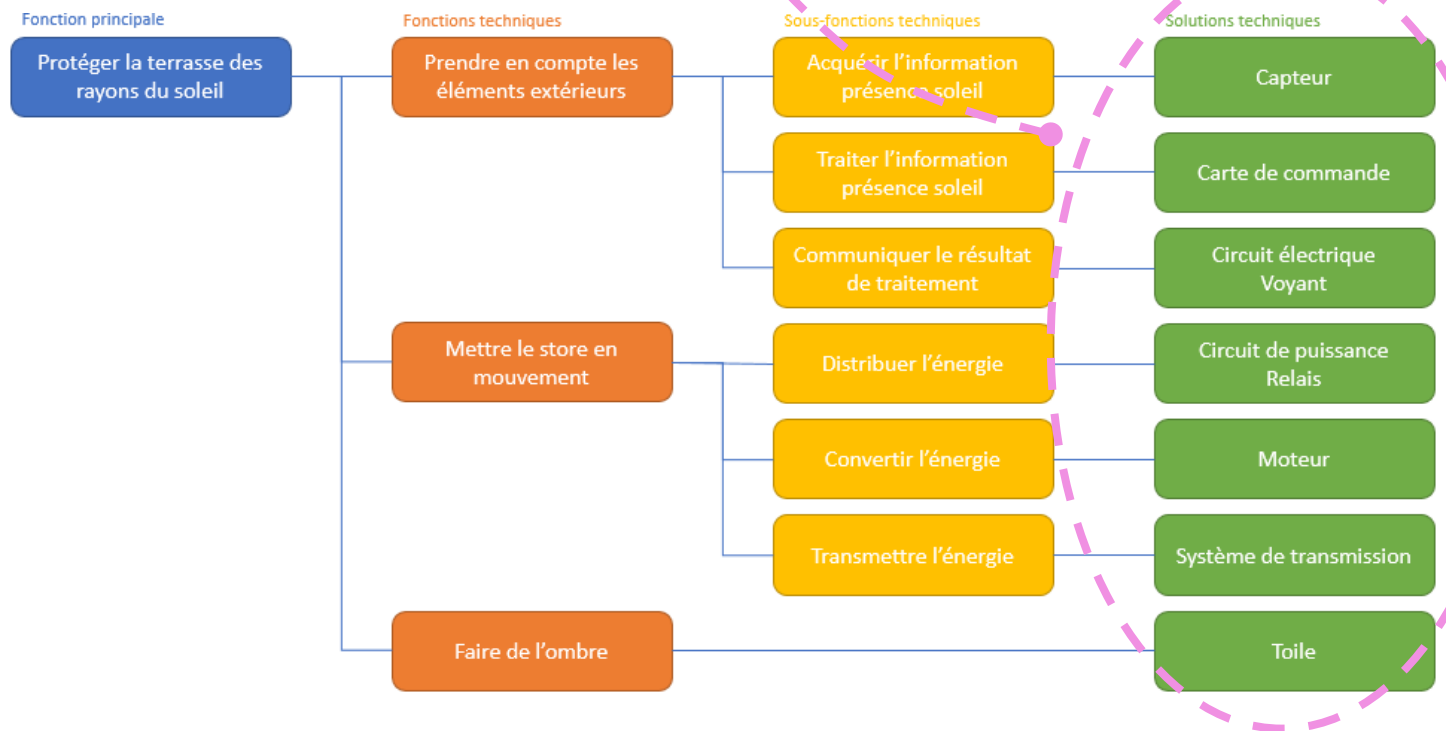 Fonction principale
Fonctions techniques
Sous-fonctions techniques
Solutions techniques
Protéger la terrasse des
rayons du soleil
Prendre en compte les
éléments extérieurs
Acquérir l'information
présence soleil
Capteur
Traiter l'information
présence soleil
Carte de commande
Communiquer le résultat
de traitement
Circuit électrique
Voyant
Mettre le store en
mouvement
Distribuer l'énergie
Circuit de puissance
Relais
Convertir l'énergie
Moteur
Transmettre l'énergie
Système de transmission
Faire de l'ombre
Toile